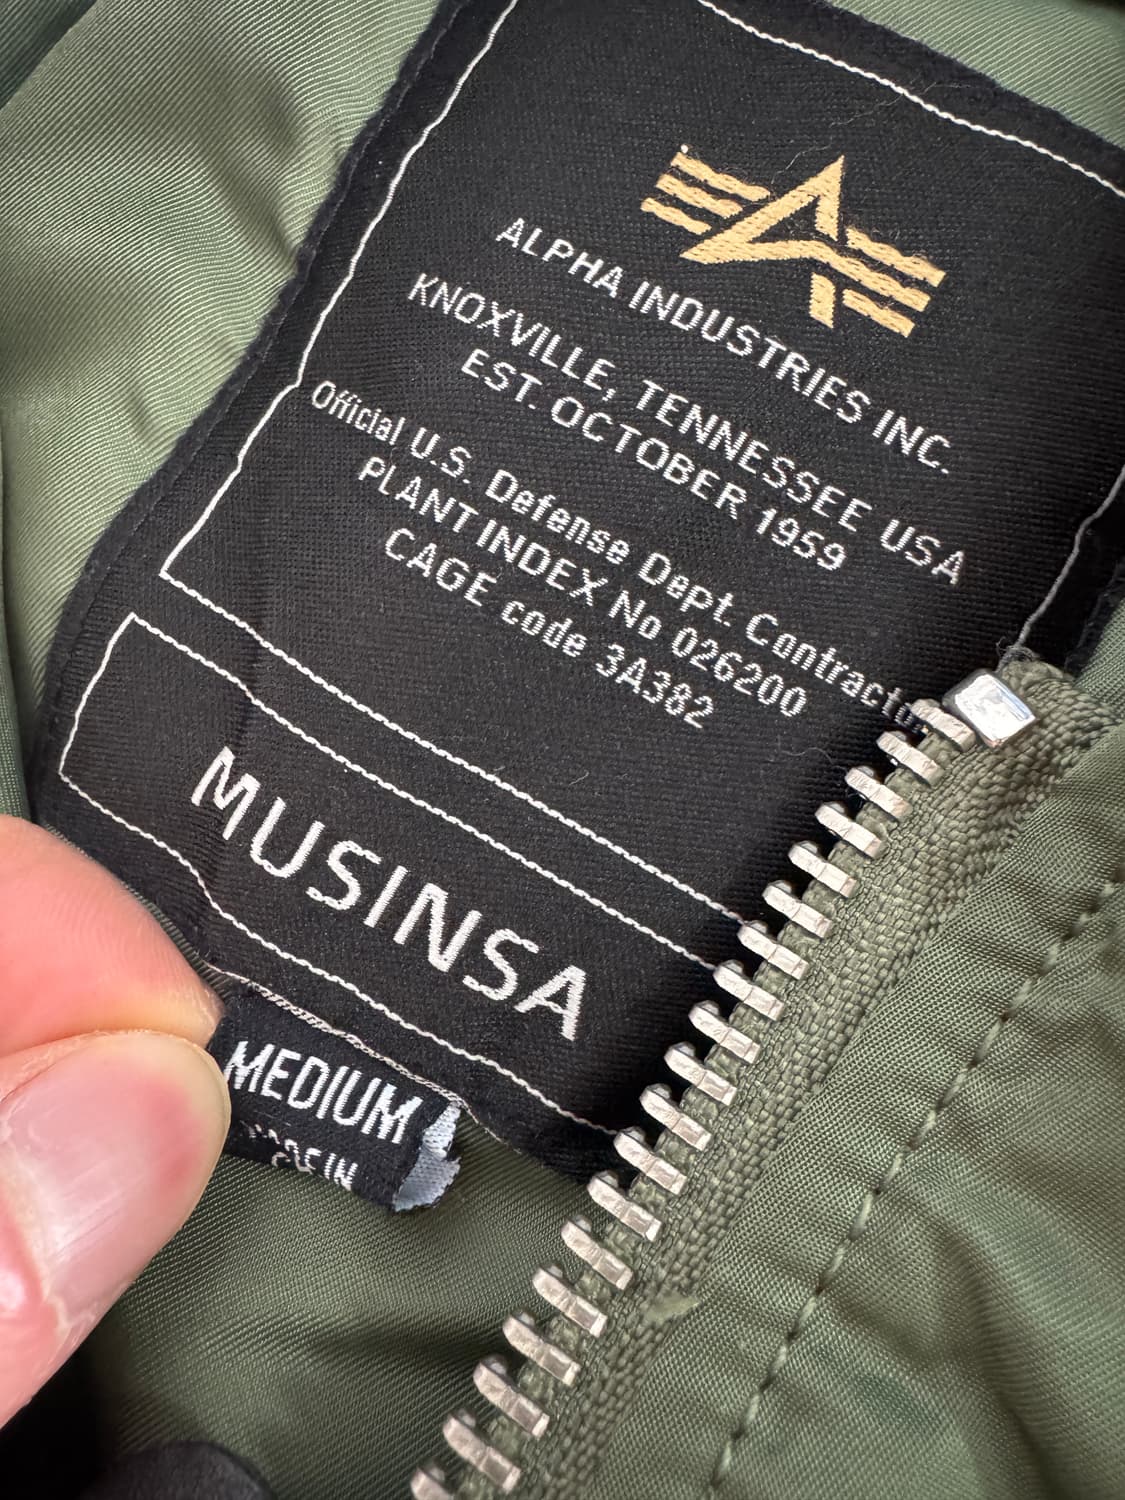 ALPHA INDUSTRIES INC.
KNOXVILLE, TENNESSEE USA
EST. OCTOBER 1959
Official U.S. Defense Dept. Contractor
PLANT INDEX No 026200
CAGE code 3A382
MUSINSA
MEDIUM